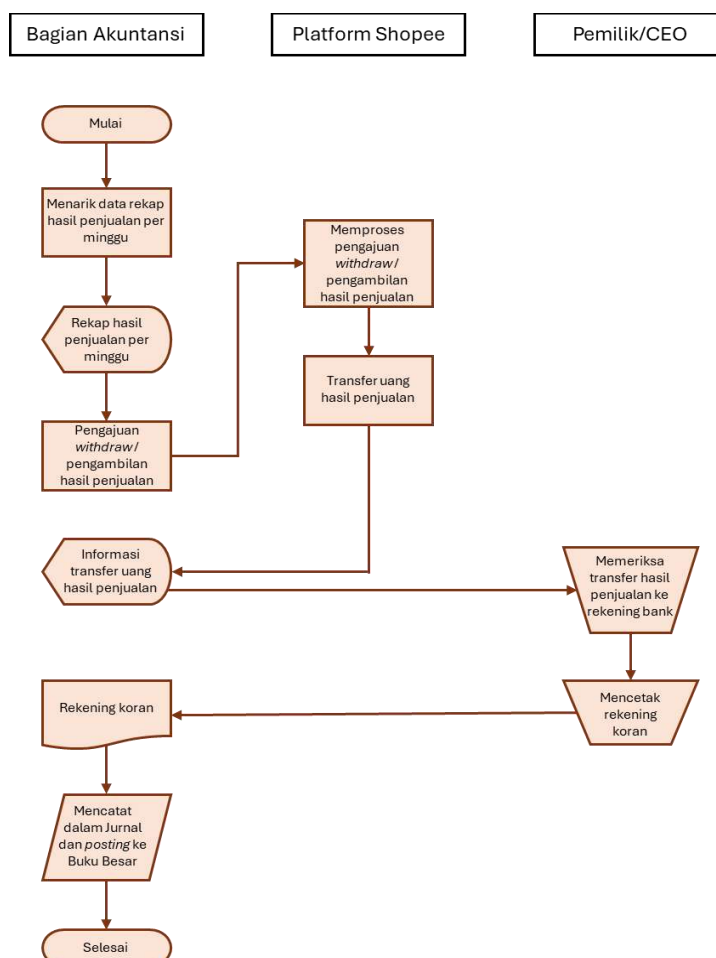 Bagian Akuntansi
Platform Shopee
Pemilik/CEO
Mulai
Menarik data rekap
hasil penjualan per
minggu
Rekap hasil
penjualan per
minggu
Pengajuan
withdraw/
pengambilan
hasil penjualan
Memproses
pengajuan
withdraw/
pengambilan
hasil penjualan
Transfer uang
hasil penjualan
Informasi
transfer uang
hasil penjualan
Memeriksa
transfer hasil
penjualan ke
rekening bank
Mencetak
rekening
koran
Rekening koran
Mencatat
dalam Jurnal
dan posting ke
Buku Besar
Selesai